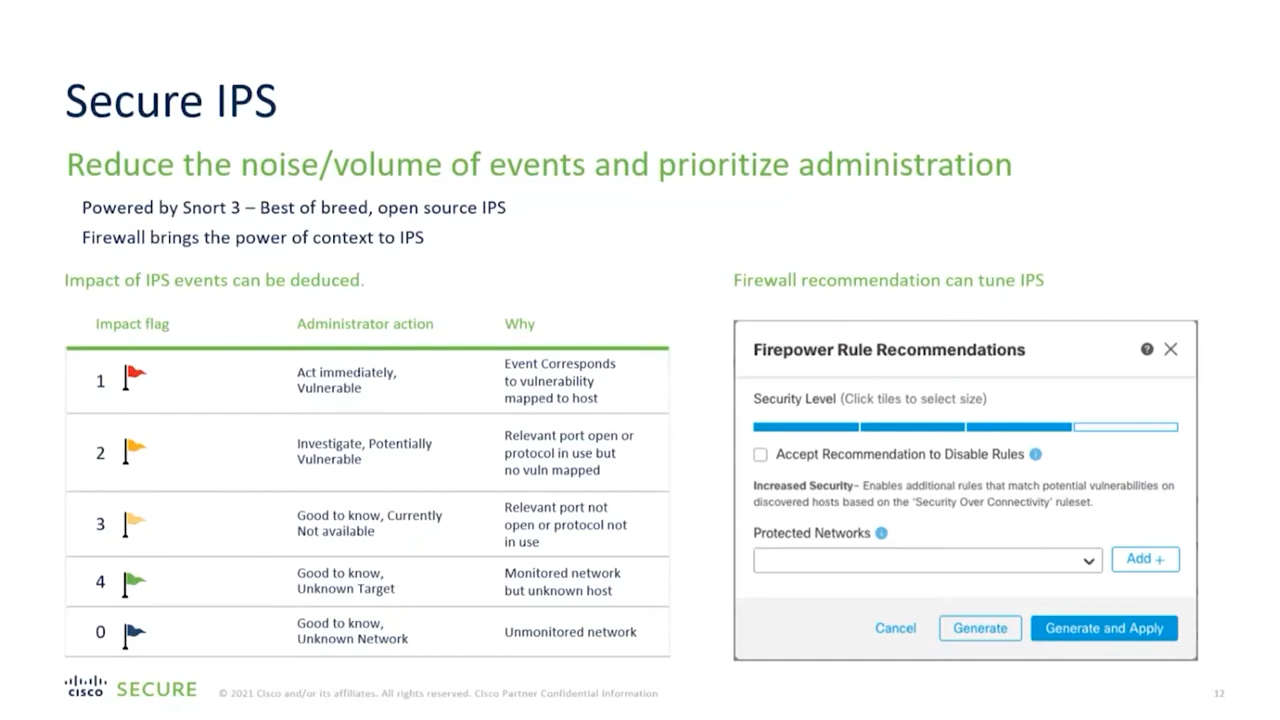 Secure IPS
Reduce the noise/volume of events and prioritize administration
Powered by Snort 3 – Best of breed, open source IPS
Firewall brings the power of context to IPS
Impact of IPS events can be deduced.
Impact flag Administrator action Why
1 Act immediately, Vulnerable Event Corresponds to vulnerability mapped to host
2 Investigate, Potentially Vulnerable Relevant port open or protocol in use but no vuln mapped
3 Good to know, Currently Not available Relevant port not open or protocol not in use
4 Good to know, Unknown Target Monitored network but unknown host
0 Good to know, Unknown Network Unmonitored network
Firewall recommendation can tune IPS
Firepower Rule Recommendations
Security Level (Click tiles to select size)
Accept Recommendation to Disable Rules
Increased Security– Enables additional rules that match potential vulnerabilities on
discovered hosts based on the 'Security Over Connectivity' ruleset.
Protected Networks
Add +
Cancel Generate Generate and Apply
cisco SECURE © 2021 Cisco and/or its affiliates. All rights reserved. Cisco Partner Confidential Information 12